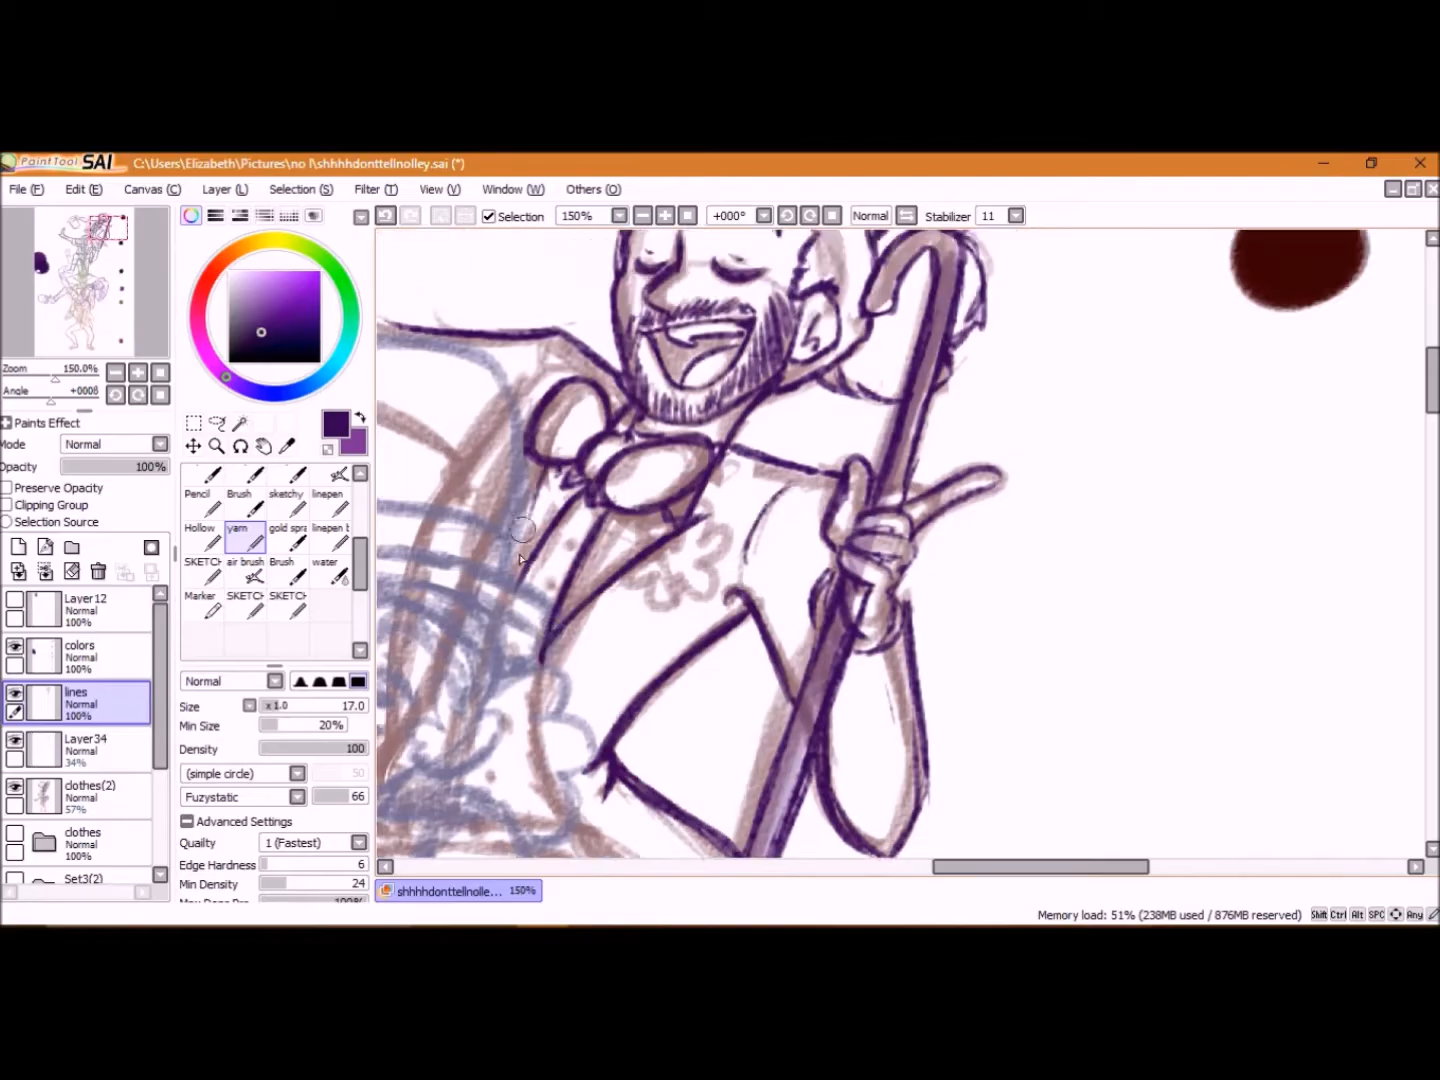 PaintTool SAI C:\Users\Elizabeth\Pictures\no l\shhhhdonttellnolley.sai (*)
File (F) Edit (E) Canvas (C) Layer (L) Selection (S) Filter (T) View (V) Window (W) Others (O)
Selection 150% +000° Normal Stabilizer 11
Zoom 150.0%
Angle
Paints Effect
Mode Normal
Opacity 100%
Preserve Opacity
Clipping Group
Selection Source
Layer12
Normal
100%
colors
Normal
100%
lines
Normal
100%
Layer34
Normal
34%
clothes(2)
Normal
57%
clothes
Normal
100%
Set3(2)
Pencil Brush sketchy linepen
Hollow yarn gold spra linepen b
SKETCH air brush Brush water
Marker SKETCH SKETCH
Normal
Size x1.0 17.0
Min Size 20%
Density 100
(simple circle) 50
Fuzystatic 66
Advanced Settings
Quality 1 (Fastest)
Edge Hardness 6
Min Density 24
100%
shhhhdonttellnolle... 150%
Memory load: 51% (238MB used / 876MB reserved) Shift Ctrl Alt SPC Any